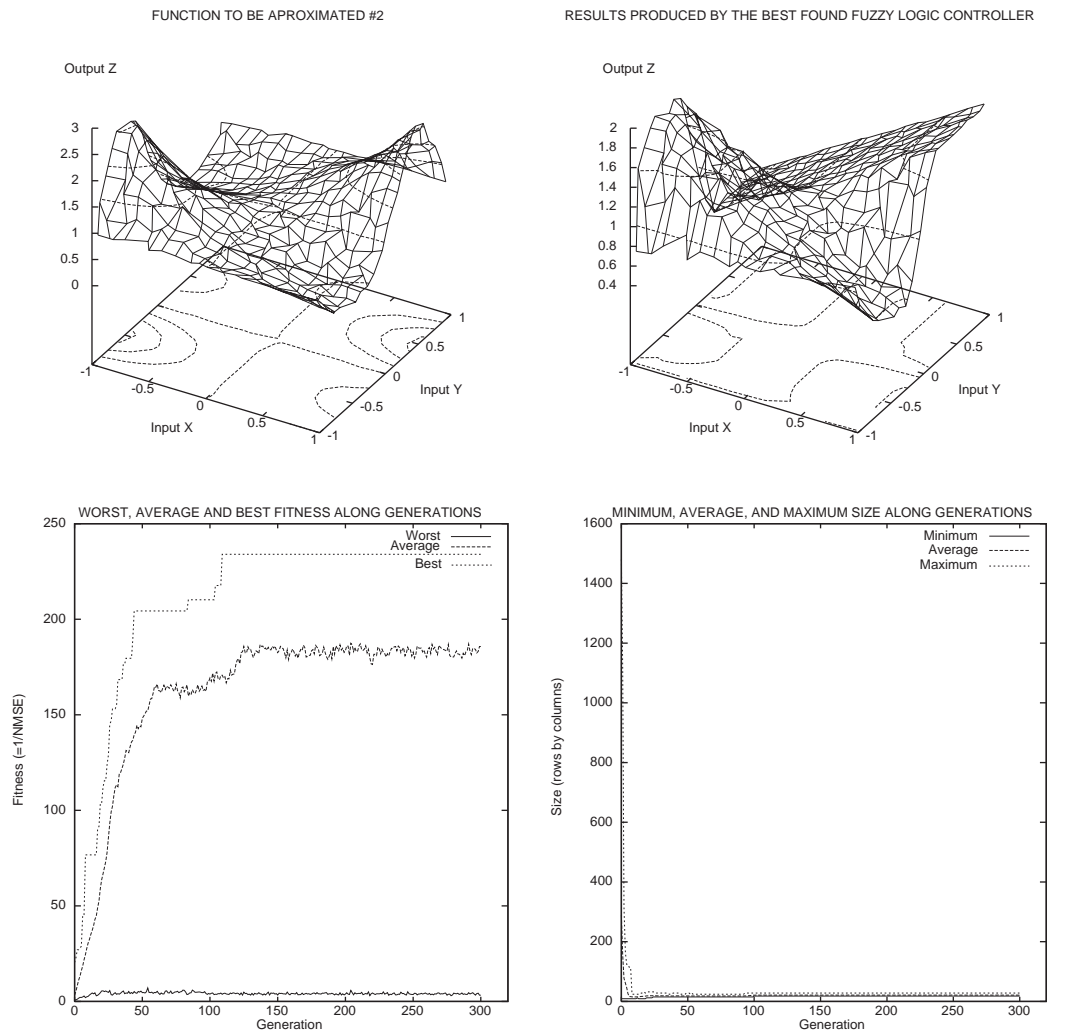 FUNCTION TO BE APROXIMATED #2
Output Z
3
2.5
2
1.5
1
0.5
0
-1
-0.5
0
0.5
1
Input X
-1
-0.5
0
0.5
1
Input Y
RESULTS PRODUCED BY THE BEST FOUND FUZZY LOGIC CONTROLLER
Output Z
2
1.8
1.6
1.4
1.2
1
0.8
0.6
0.4
-1
-0.5
0
0.5
1
Input X
-1
-0.5
0
0.5
1
Input Y
WORST, AVERAGE AND BEST FITNESS ALONG GENERATIONS
250
200
150
100
50
0
Fitness (=1/NMSE)
Worst
Average
Best
0 50 100 150 200 250 300
Generation
MINIMUM, AVERAGE, AND MAXIMUM SIZE ALONG GENERATIONS
1600
1400
1200
1000
800
600
400
200
0
Size (rows by columns)
Minimum
Average
Maximum
0 50 100 150 200 250 300
Generation